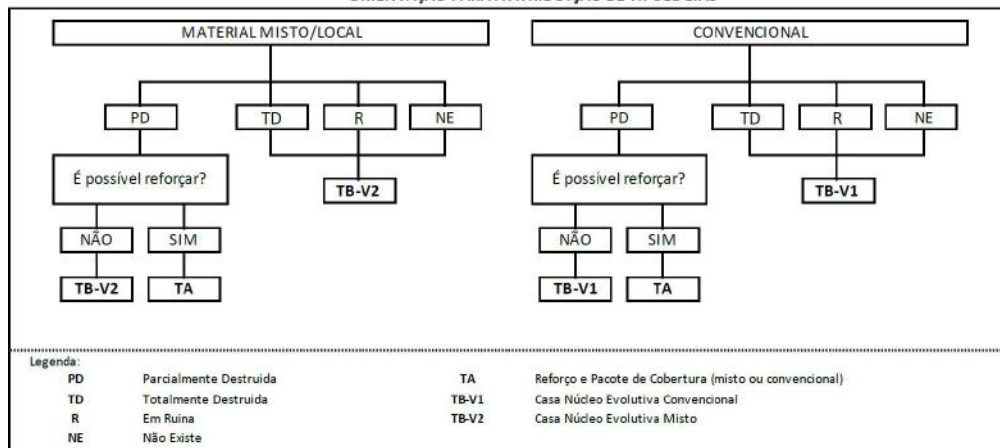 MATERIAL MISTO/LOCAL
PD
TD
R
NE
É possível reforçar?
TB-V2
NÃO
SIM
TB-V2
TA
CONVENCIONAL
PD
TD
R
NE
É possível reforçar?
TB-V1
NÃO
SIM
TB-V1
TA
Legenda:
PD Parcialmente Destruida
TD Totalmente Destruida
R Em Ruina
NE Não Existe
TA Reforço e Pacote de Cobertura (misto ou convencional)
TB-V1 Casa Núcleo Evolutiva Convencional
TB-V2 Casa Núcleo Evolutiva Misto